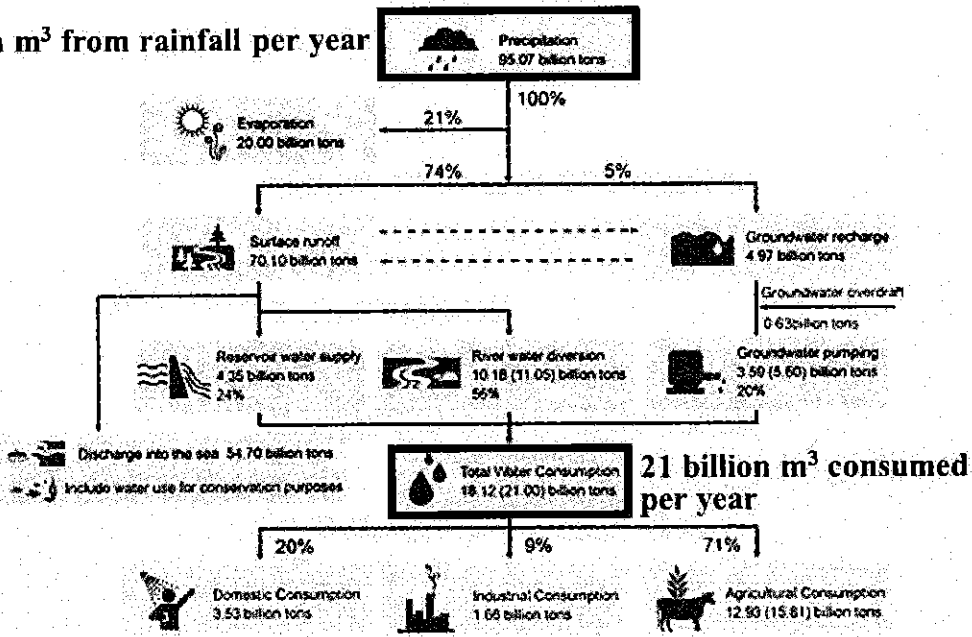 m³ from rainfall per year
Precipitation
95.07 billion tons
100%
Evaporation
20.00 billion tons
21%
74%
5%
Surface runoff
70.10 billion tons
Groundwater recharge
4.97 billion tons
Groundwater overdraft
0.63billion tons
Reservoir water supply
4.35 billion tons
24%
River water diversion
10.18 (11.05) billion tons
56%
Groundwater pumping
3.59 (5.60) billion tons
20%
Discharge into the sea 54.70 billion tons
Include water use for conservation purposes
Total Water Consumption
18.12 (21.00) billion tons
21 billion m³ consumed
per year
20%
9%
71%
Domestic Consumption
3.53 billion tons
Industrial Consumption
1.66 billion tons
Agricultural Consumption
12.93 (15.81) billion tons